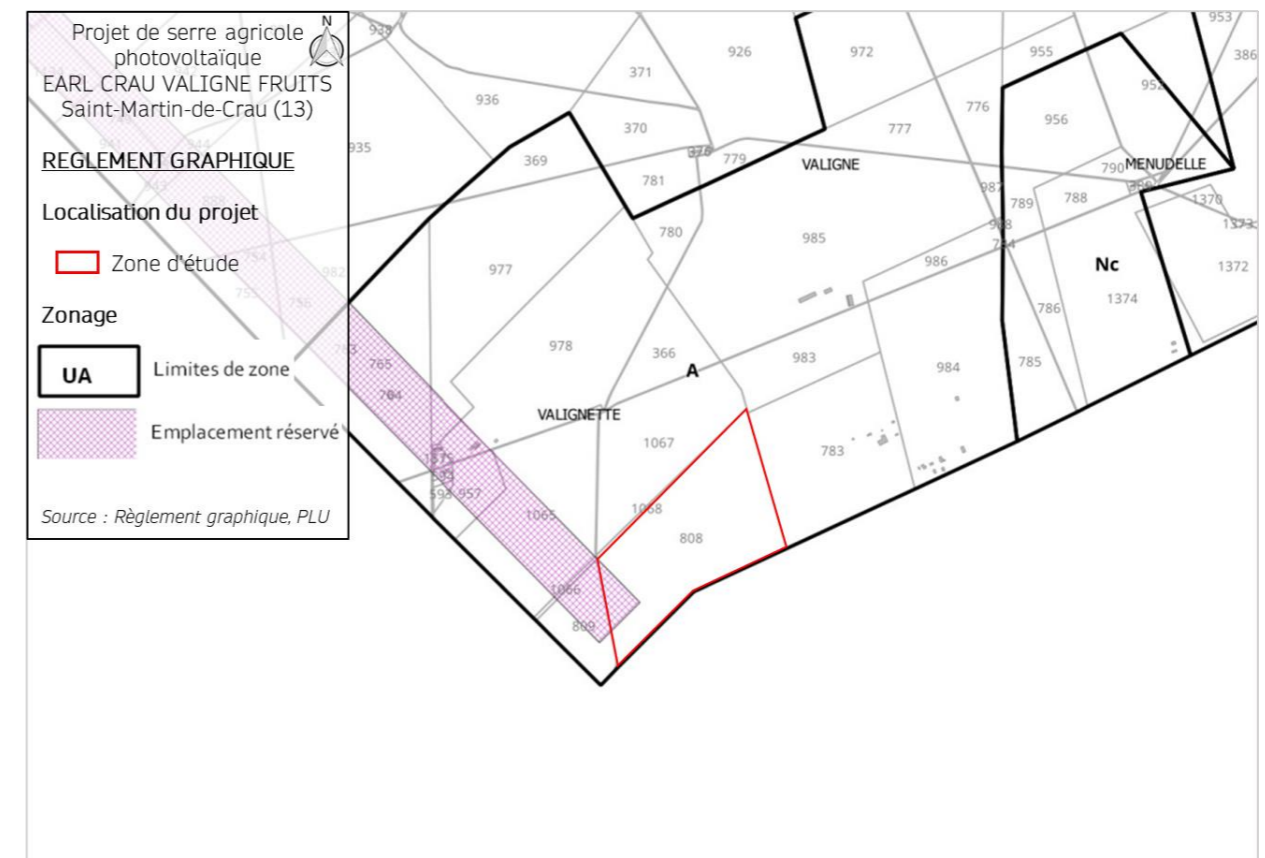 Projet de serre agricole
photovoltaïque
EARL CRAU VALIGNE FRUITS
Saint-Martin-de-Crau (13)
N
REGLEMENT GRAPHIQUE
Localisation du projet
Zone d'étude
Zonage
UA
Limites de zone
Emplacement réservé
Source : Règlement graphique, PLU
938
926
972
955
953
386
371
952
936
776
956
370
777
935
369
779
VALIGNE
790
MENUDELLE
781
987
789
788
1370
780
985
1373
982
977
986
Nc
1372
756
786
1374
978
366
983
765
A
984
785
704
VALIGNETTE
1067
783
957
1065
1068
808
1066
809